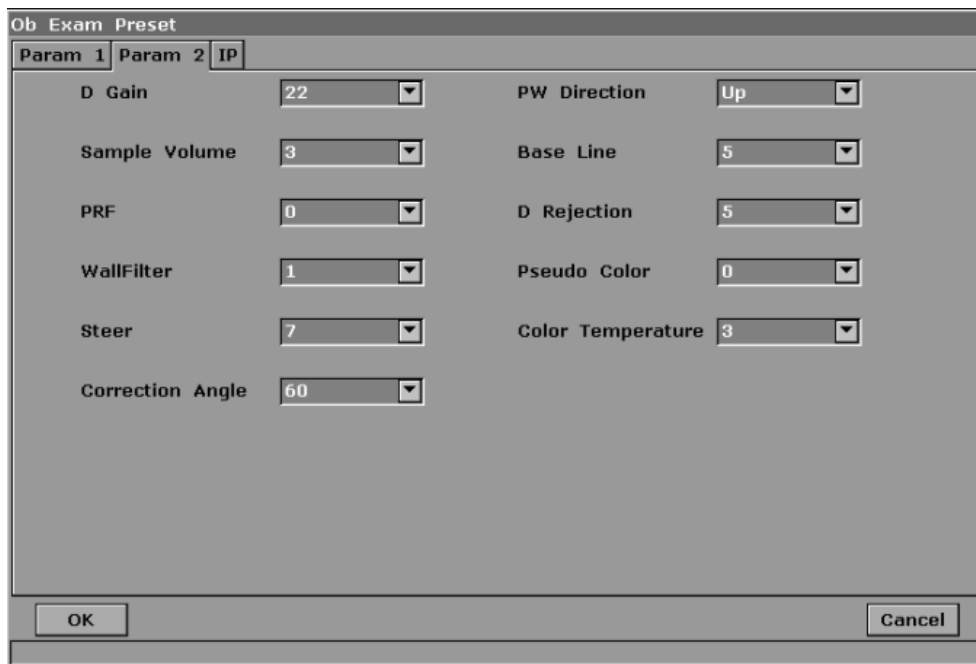 Ob Exam Preset
Param 1 Param 2 IP
D Gain 22 PW Direction Up
Sample Volume 3 Base Line 5
PRF 0 D Rejection 5
WallFilter 1 Pseudo Color 0
Steer 7 Color Temperature 3
Correction Angle 60
OK Cancel